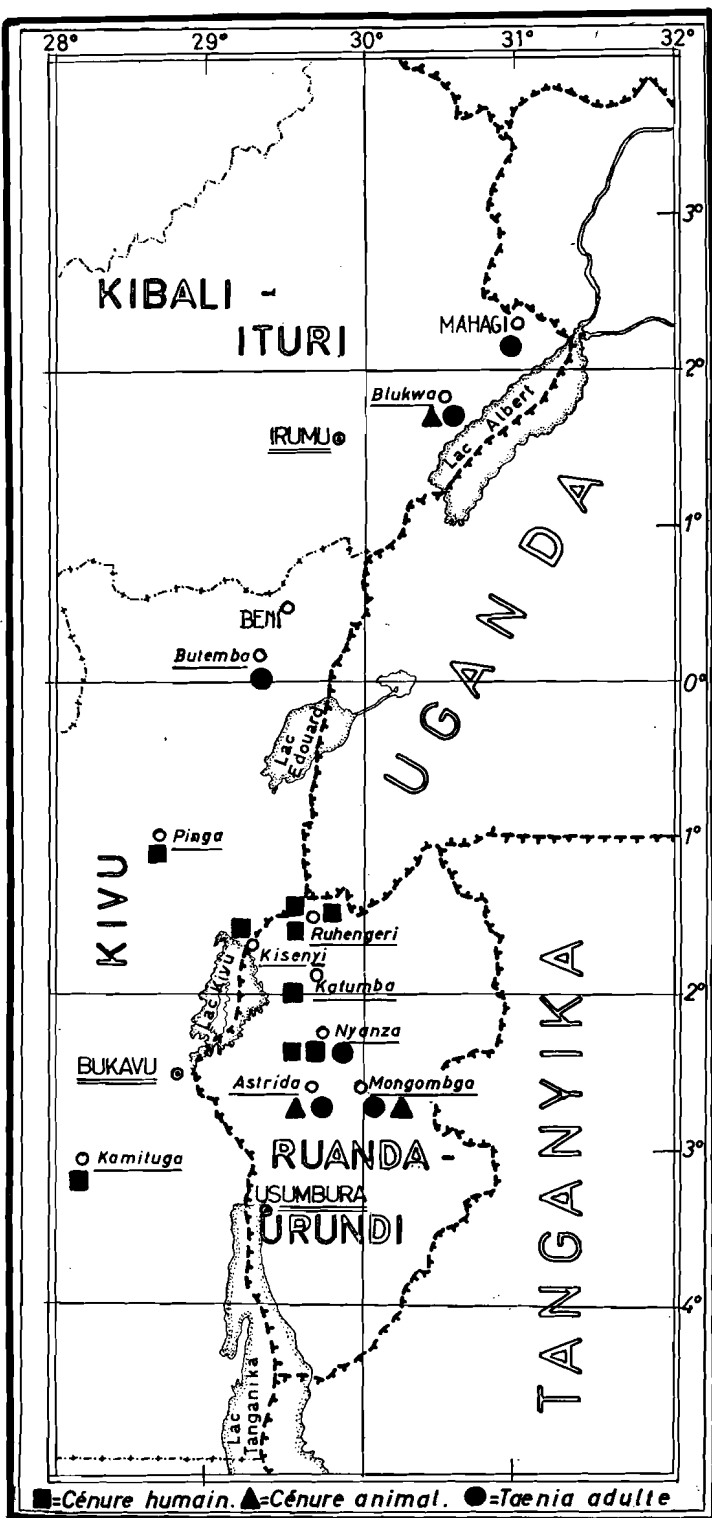 28° 29° 30° 31° 32°
3°
KIBALI -
ITURI
MAHAGI
2°
Blukwa
Lac Albert
IRUMU
1°
UGANDA
BENI
Butemba
0°
Lac Edouard
Pinga
1°
KIVU
Ruhengeri
Kisenyi
Lac Kivu
Katumba
2°
Nyanza
BUKAVU
Astrida
Mongombga
TANGANYIKA
RUANDA -
3°
Kamituga
USUMBURA
URUNDI
4°
Lac Tanganika
=Cénure humain. =Cénure animal. =Taenia adulte